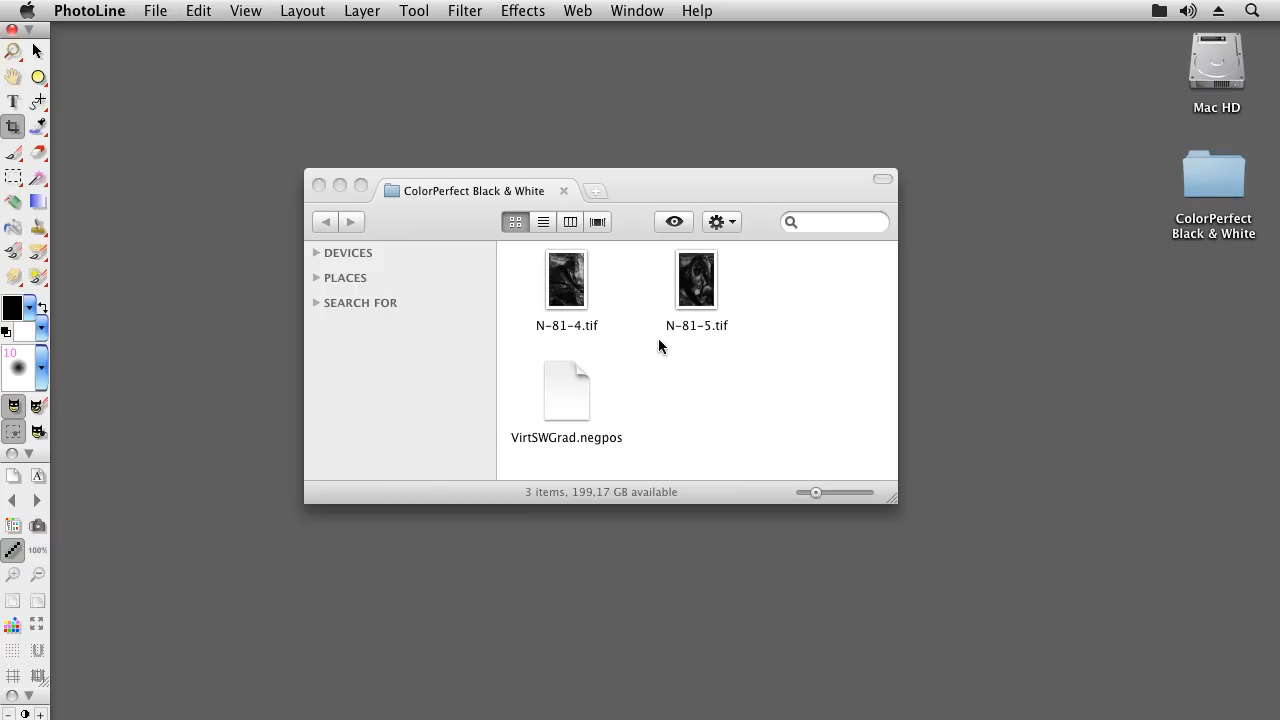 PhotoLine File Edit View Layout Layer Tool Filter Effects Web Window Help
Mac HD
ColorPerfect
Black & White
ColorPerfect Black & White
DEVICES
PLACES
SEARCH FOR
N-81-4.tif
N-81-5.tif
VirtSWGrad.negpos
3 items, 199,17 GB available
T
10
A
100%